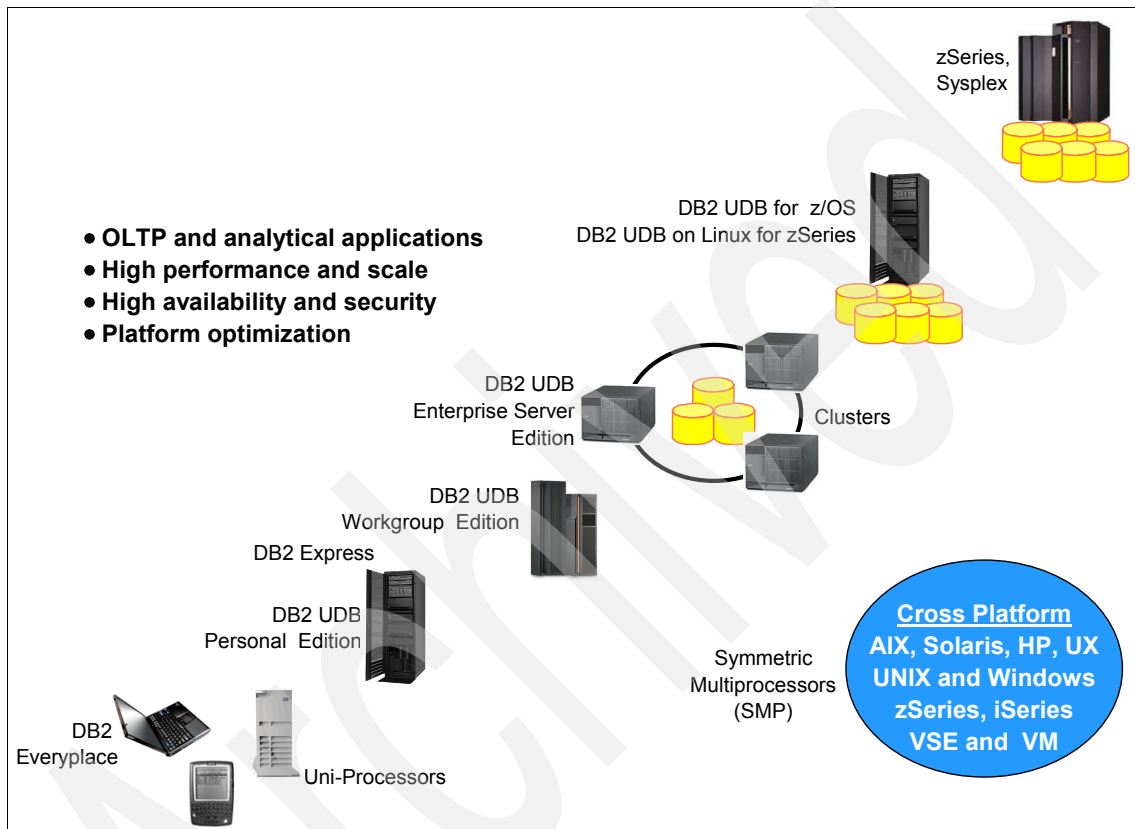 zSeries,
Sysplex
DB2 UDB for z/OS
DB2 UDB on Linux for zSeries
• OLTP and analytical applications
• High performance and scale
• High availability and security
• Platform optimization
DB2 UDB
Enterprise Server
Edition
Clusters
DB2 UDB
Workgroup Edition
DB2 Express
DB2 UDB
Personal Edition
Symmetric
Multiprocessors
(SMP)
Cross Platform
AIX, Solaris, HP, UX
UNIX and Windows
zSeries, iSeries
VSE and VM
DB2
Everyplace
Uni-Processors
Archived